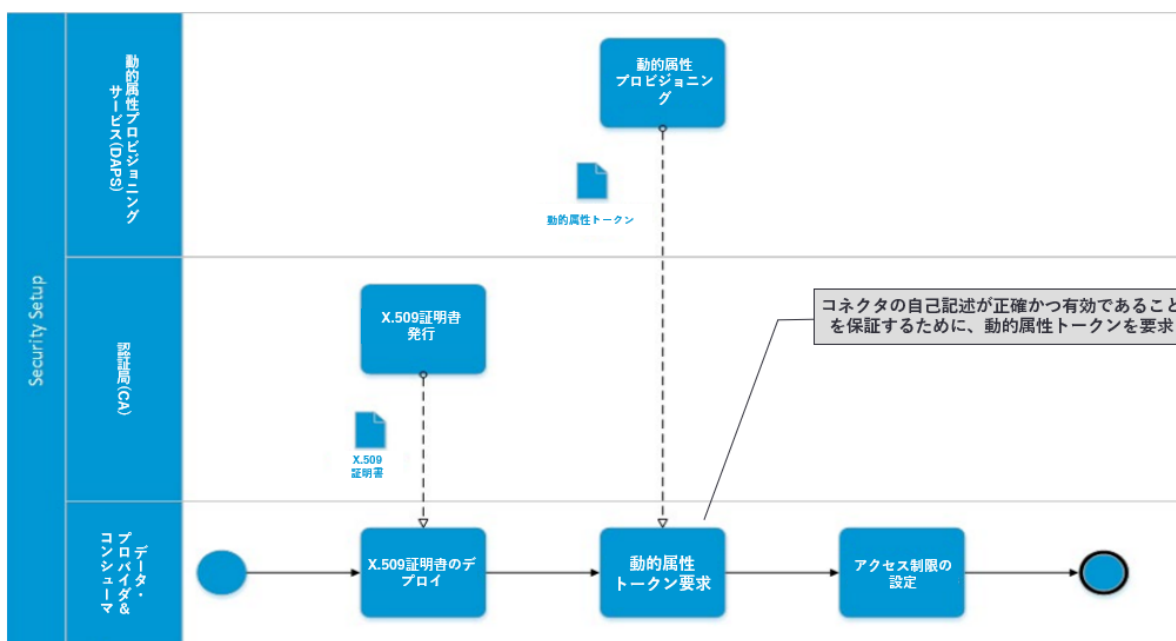 Security Setup
動的属性プロビジョニング
サービス(DAPS)
動的属性
プロビジョニン
グ
動的属性トークン
認証局(CA)
X.509証明書
発行
X.509
証明書
コネクタの自己記述が正確かつ有効であること
を保証するために、動的属性トークンを要求
データ・
プロバイダ&
コンシューマ
X.509証明書のデ
プロイ
動的属性
トークン要求
アクセス制限の
設定